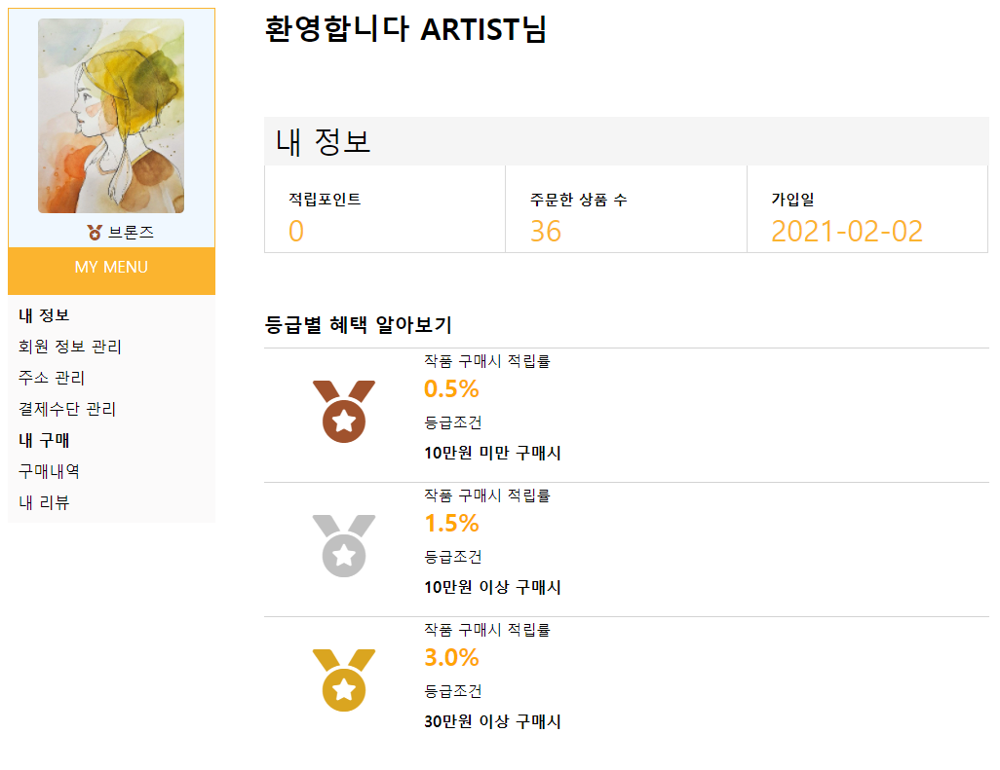 브론즈
MY MENU
내 정보
회원 정보 관리
주소 관리
결제수단 관리
내 구매
구매내역
내 리뷰
환영합니다 ARTIST님
내 정보
적립포인트
0
주문한 상품 수
36
가입일
2021-02-02
등급별 혜택 알아보기
작품 구매시 적립률
0.5%
등급조건
10만원 미만 구매시
작품 구매시 적립률
1.5%
등급조건
10만원 이상 구매시
작품 구매시 적립률
3.0%
등급조건
30만원 이상 구매시